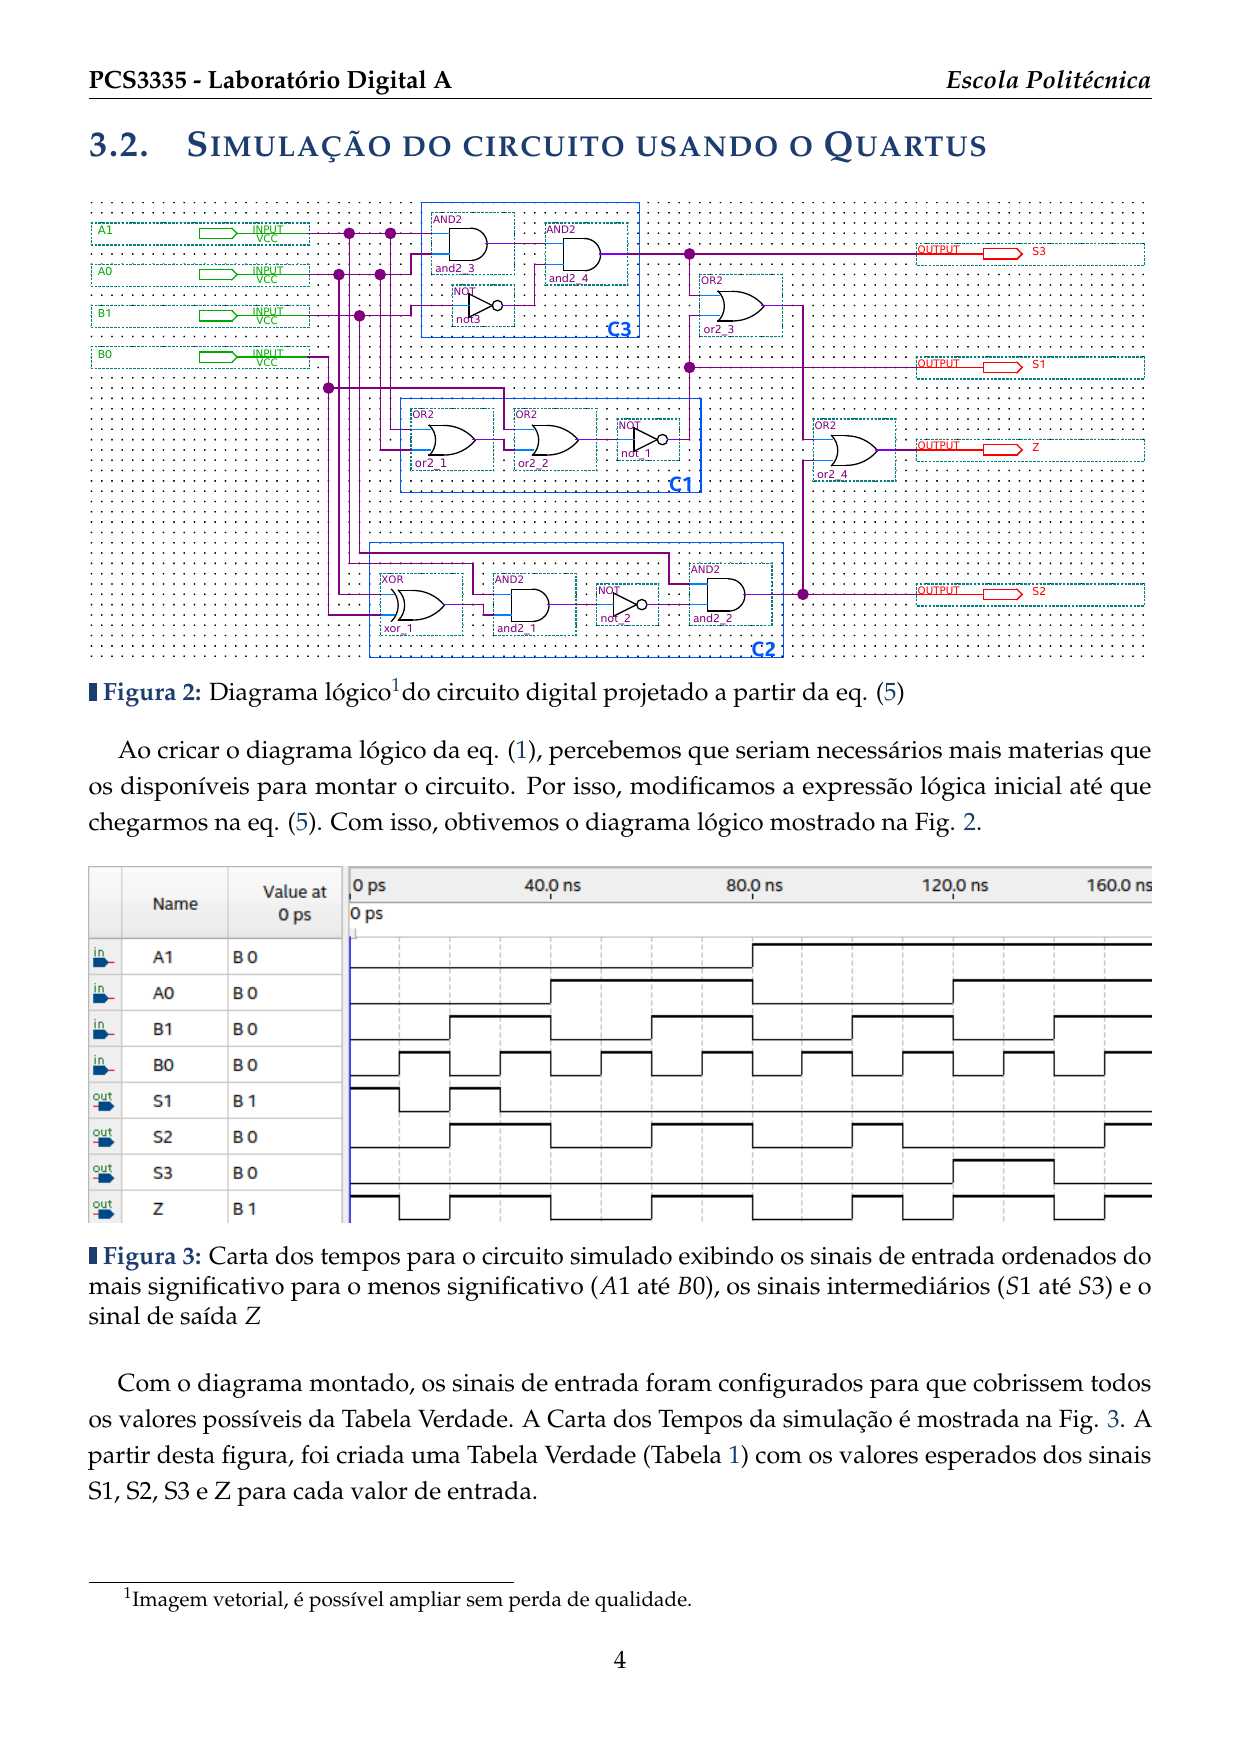 PCS3335 - Laboratório Digital A Escola Politécnica
3.2. SIMULAÇÃO DO CIRCUITO USANDO O QUARTUS
A1 INPUT VCC
A0 INPUT VCC
B1 INPUT VCC
B0 INPUT VCC
AND2
and2_3
AND2
and2_4
NOT
not3
C3
OR2
or2_3
OUTPUT S3
OUTPUT S1
OR2
or2_1
OR2
or2_2
NOT
not_1
C1
OR2
or2_4
OUTPUT Z
XOR
xor_1
AND2
and2_1
NOT
not_2
AND2
and2_2
C2
OUTPUT S2
Figura 2: Diagrama lógico1do circuito digital projetado a partir da eq. (5)
Ao cricar o diagrama lógico da eq. (1), percebemos que seriam necessários mais materias que
os disponíveis para montar o circuito. Por isso, modificamos a expressão lógica inicial até que
chegarmos na eq. (5). Com isso, obtivemos o diagrama lógico mostrado na Fig. 2.
Name Value at 0 ps
0 ps 40.0 ns 80.0 ns 120.0 ns 160.0 ns
0 ps
in A1 B 0
in A0 B 0
in B1 B 0
in B0 B 0
out S1 B 1
out S2 B 0
out S3 B 0
out Z B 1
Figura 3: Carta dos tempos para o circuito simulado exibindo os sinais de entrada ordenados do
mais significativo para o menos significativo (A1 até B0), os sinais intermediários (S1 até S3) e o
sinal de saída Z
Com o diagrama montado, os sinais de entrada foram configurados para que cobrissem todos
os valores possíveis da Tabela Verdade. A Carta dos Tempos da simulação é mostrada na Fig. 3. A
partir desta figura, foi criada uma Tabela Verdade (Tabela 1) com os valores esperados dos sinais
S1, S2, S3 e Z para cada valor de entrada.
1Imagem vetorial, é possível ampliar sem perda de qualidade.
4